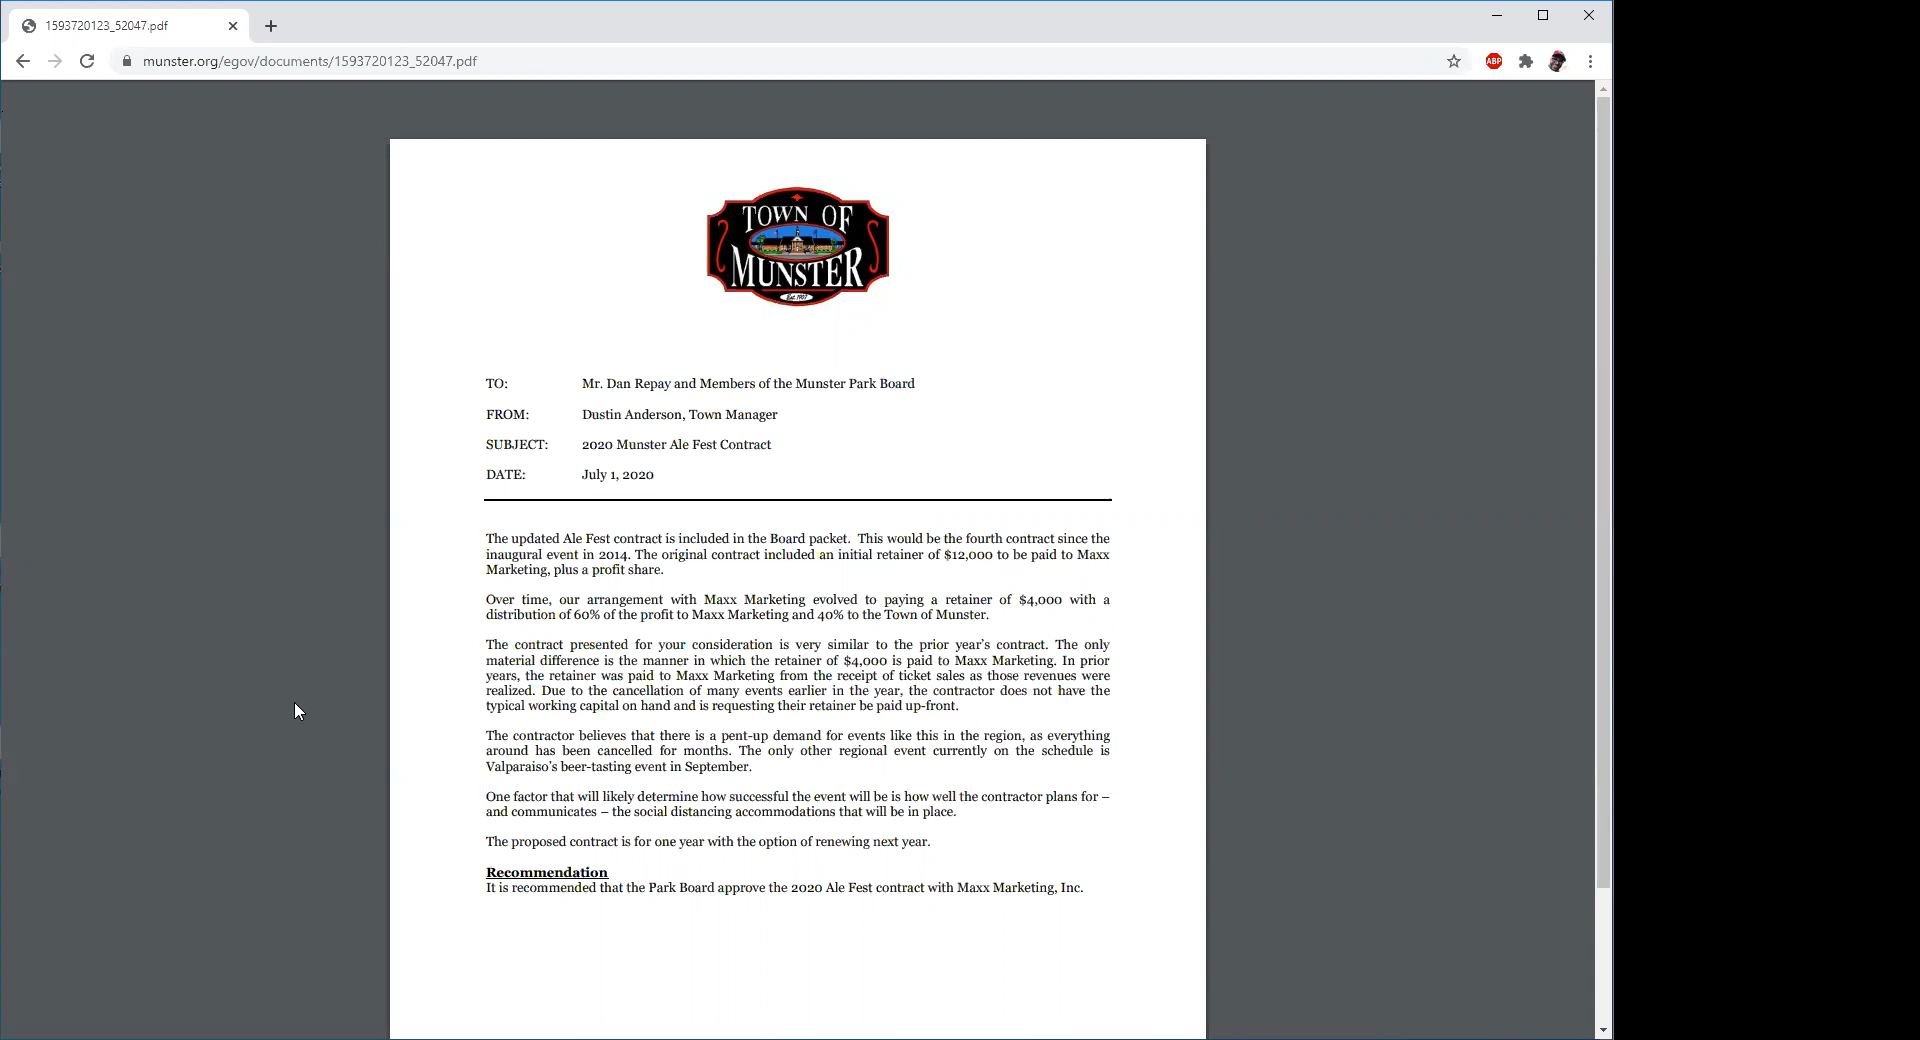 1593720123_52047.pdf
munster.org/egov/documents/1593720123_52047.pdf
ABP
TOWN OF
MUNSTER
Est. 1907
TO: Mr. Dan Repay and Members of the Munster Park Board
FROM: Dustin Anderson, Town Manager
SUBJECT: 2020 Munster Ale Fest Contract
DATE: July 1, 2020
The updated Ale Fest contract is included in the Board packet. This would be the fourth contract since the
inaugural event in 2014. The original contract included an initial retainer of $12,000 to be paid to Maxx
Marketing, plus a profit share.
Over time, our arrangement with Maxx Marketing evolved to paying a retainer of $4,000 with a
distribution of 60% of the profit to Maxx Marketing and 40% to the Town of Munster.
The contract presented for your consideration is very similar to the prior year’s contract. The only
material difference is the manner in which the retainer of $4,000 is paid to Maxx Marketing. In prior
years, the retainer was paid to Maxx Marketing from the receipt of ticket sales as those revenues were
realized. Due to the cancellation of many events earlier in the year, the contractor does not have the
typical working capital on hand and is requesting their retainer be paid up-front.
The contractor believes that there is a pent-up demand for events like this in the region, as everything
around has been cancelled for months. The only other regional event currently on the schedule is
Valparaiso’s beer-tasting event in September.
One factor that will likely determine how successful the event will be is how well the contractor plans for –
and communicates – the social distancing accommodations that will be in place.
The proposed contract is for one year with the option of renewing next year.
Recommendation
It is recommended that the Park Board approve the 2020 Ale Fest contract with Maxx Marketing, Inc.